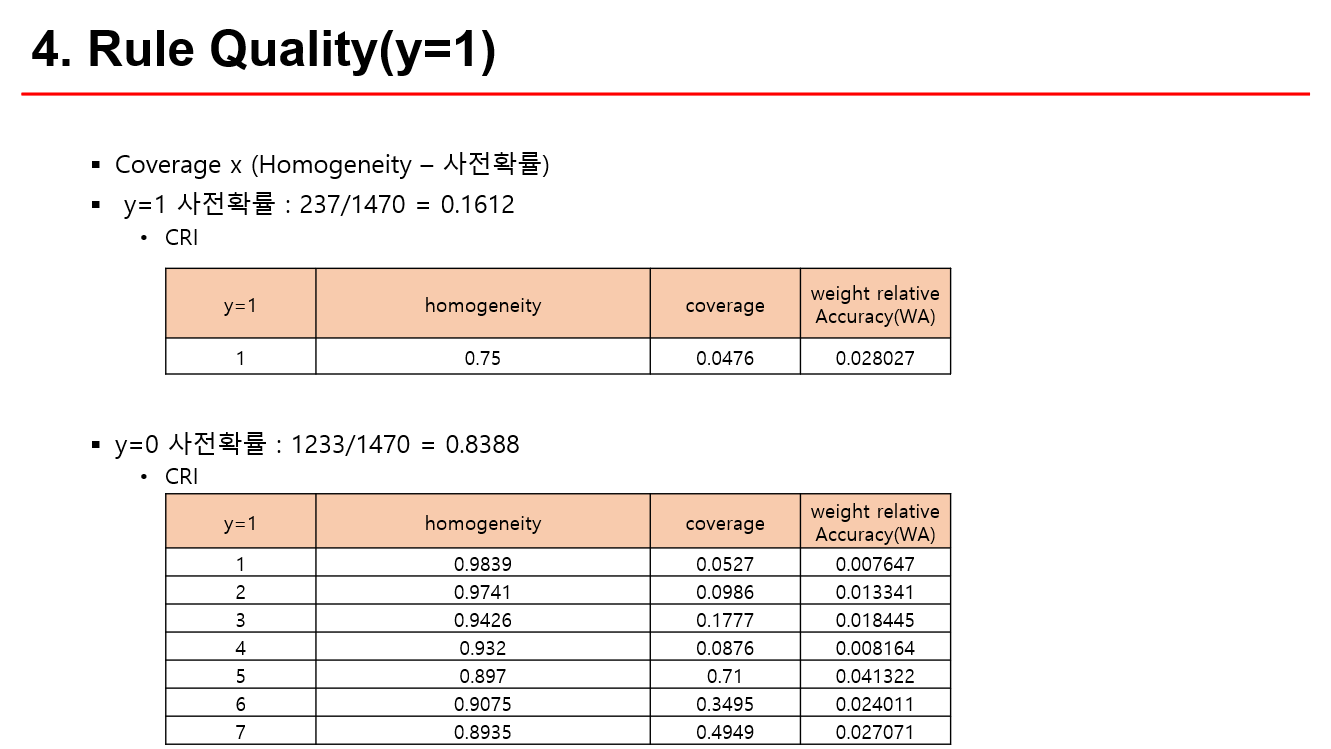 4. Rule Quality(y=1)
▪ Coverage x (Homogeneity – 사전확률)
▪ y=1 사전확률 : 237/1470 = 0.1612
• CRI
y=1 homogeneity coverage weight relative Accuracy(WA)
1 0.75 0.0476 0.028027
▪ y=0 사전확률 : 1233/1470 = 0.8388
• CRI
y=1 homogeneity coverage weight relative Accuracy(WA)
1 0.9839 0.0527 0.007647
2 0.9741 0.0986 0.013341
3 0.9426 0.1777 0.018445
4 0.932 0.0876 0.008164
5 0.897 0.71 0.041322
6 0.9075 0.3495 0.024011
7 0.8935 0.4949 0.027071